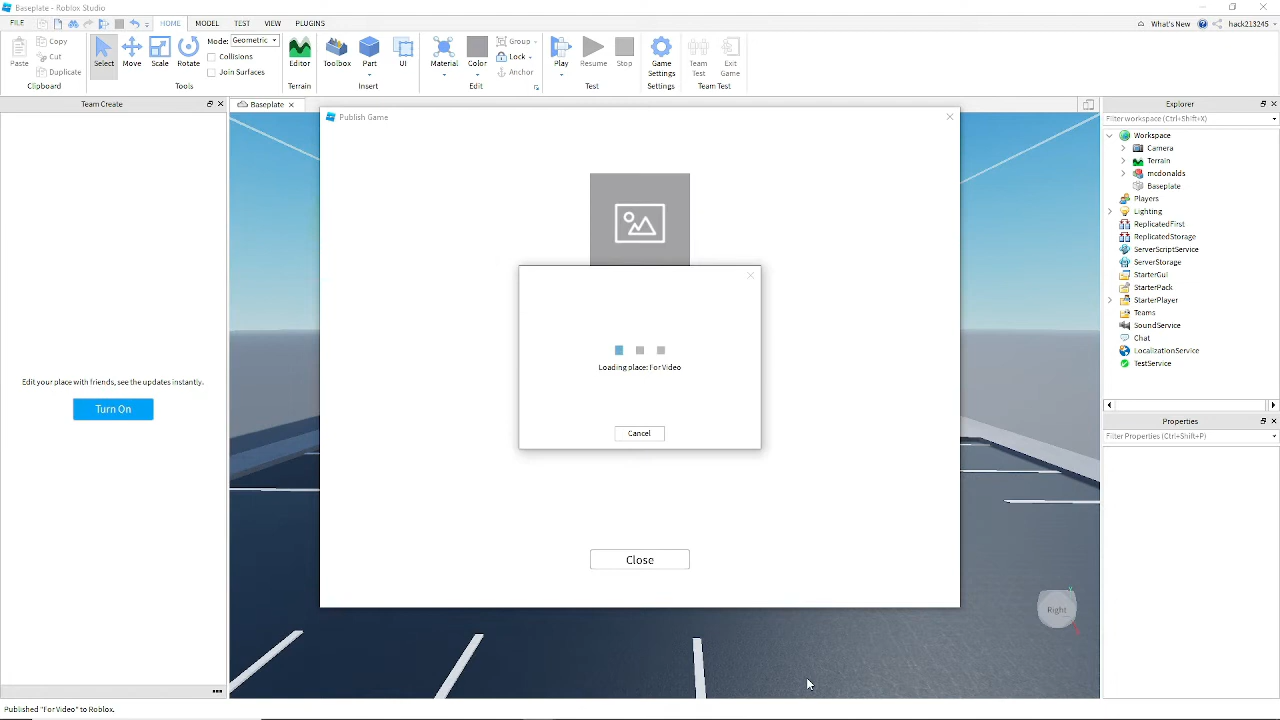 Baseplate - Roblox Studio
FILE
HOME
MODEL
TEST
VIEW
PLUGINS
What's New
hack213245
Paste
Copy
Cut
Duplicate
Clipboard
Select
Move
Scale
Rotate
Mode: Geometric
Collisions
Join Surfaces
Tools
Editor
Terrain
Toolbox
Part
UI
Insert
Material
Color
Group
Lock
Anchor
Edit
Play
Resume
Stop
Test
Game
Settings
Settings
Team
Test
Exit
Game
Team Test
Team Create
Baseplate
Edit your place with friends, see the updates instantly.
Turn On
Publish Game
Loading place: For Video
Cancel
Close
Right
Y
Explorer
Filter workspace (Ctrl+Shift+X)
Workspace
Camera
Terrain
mcdonalds
Baseplate
Players
Lighting
ReplicatedFirst
ReplicatedStorage
ServerScriptService
ServerStorage
StarterGui
StarterPack
StarterPlayer
Teams
SoundService
Chat
LocalizationService
TestService
Properties
Filter Properties (Ctrl+Shift+P)
Published "For Video" to Roblox.